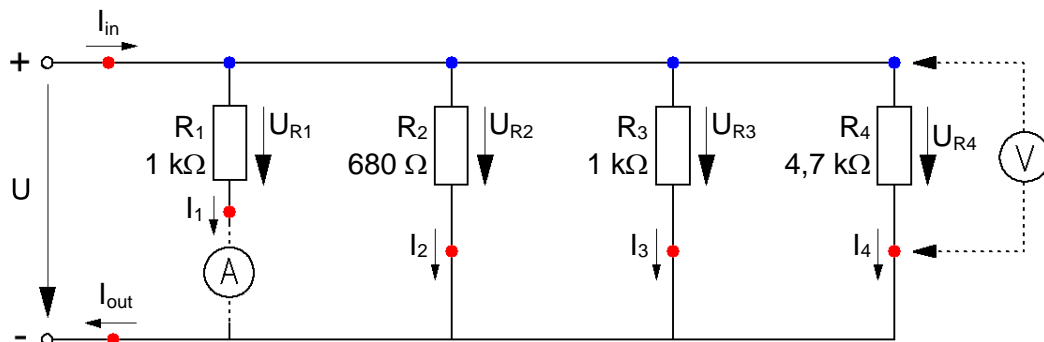 I_in
+
R_1
1 kΩ
U_R1
R_2
680 Ω
U_R2
R_3
1 kΩ
U_R3
R_4
4,7 kΩ
U_R4
V
U
I_1
A
I_2
I_3
I_4
I_out
-